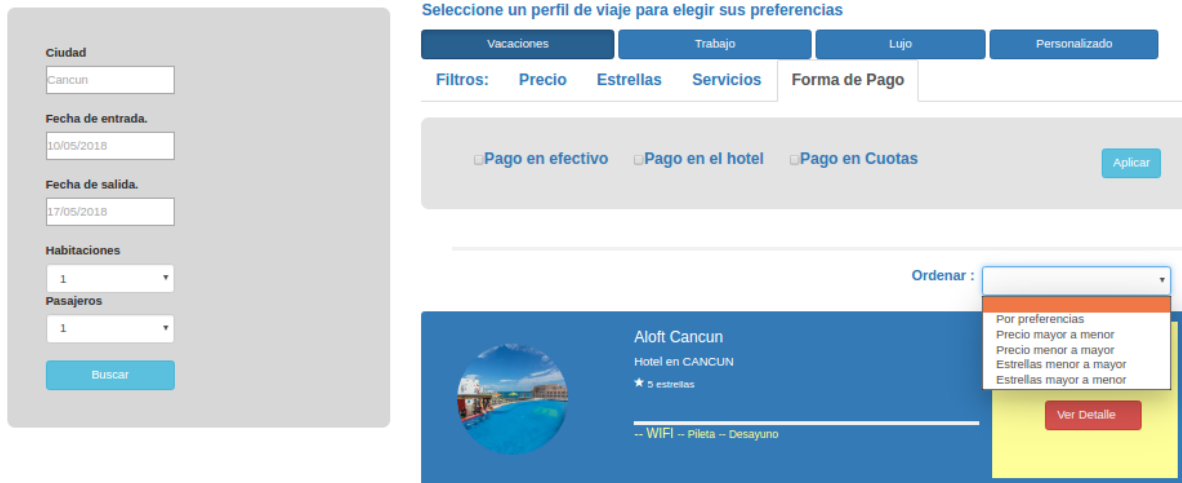 Seleccione un perfil de viaje para elegir sus preferencias
Vacaciones Trabajo Lujo Personalizado
Filtros: Precio Estrellas Servicios Forma de Pago
Ciudad
Cancun
Fecha de entrada.
10/05/2018
Fecha de salida.
17/05/2018
Habitaciones
1
Pasajeros
1
Buscar
Pago en efectivo Pago en el hotel Pago en Cuotas
Aplicar
Ordenar :
Por preferencias
Precio mayor a menor
Precio menor a mayor
Estrellas menor a mayor
Estrellas mayor a menor
Aloft Cancun
Hotel en CANCUN
5 estrellas
-- WIFI -- Pileta -- Desayuno
Ver Detalle